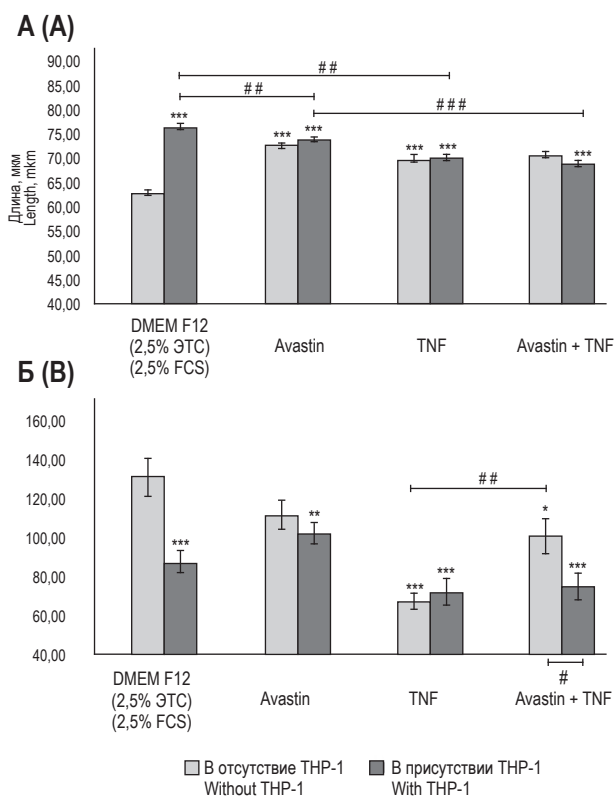 А (A)
90,00
85,00
80,00
75,00
70,00
65,00
60,00
55,00
50,00
45,00
40,00
Длина, мкм
Length, mkm
# #
# #
# # #
***
***
***
***
***
***
DMEM F12
(2,5% ЭТС)
(2,5% FCS)
Avastin
TNF
Avastin + TNF
Б (B)
160,00
140,00
120,00
100,00
80,00
60,00
40,00
# #
***
**
***
***
*
***
#
DMEM F12
(2,5% ЭТС)
(2,5% FCS)
Avastin
TNF
Avastin + TNF
В отсутствие THP-1
Without THP-1
В присутствии THP-1
With THP-1